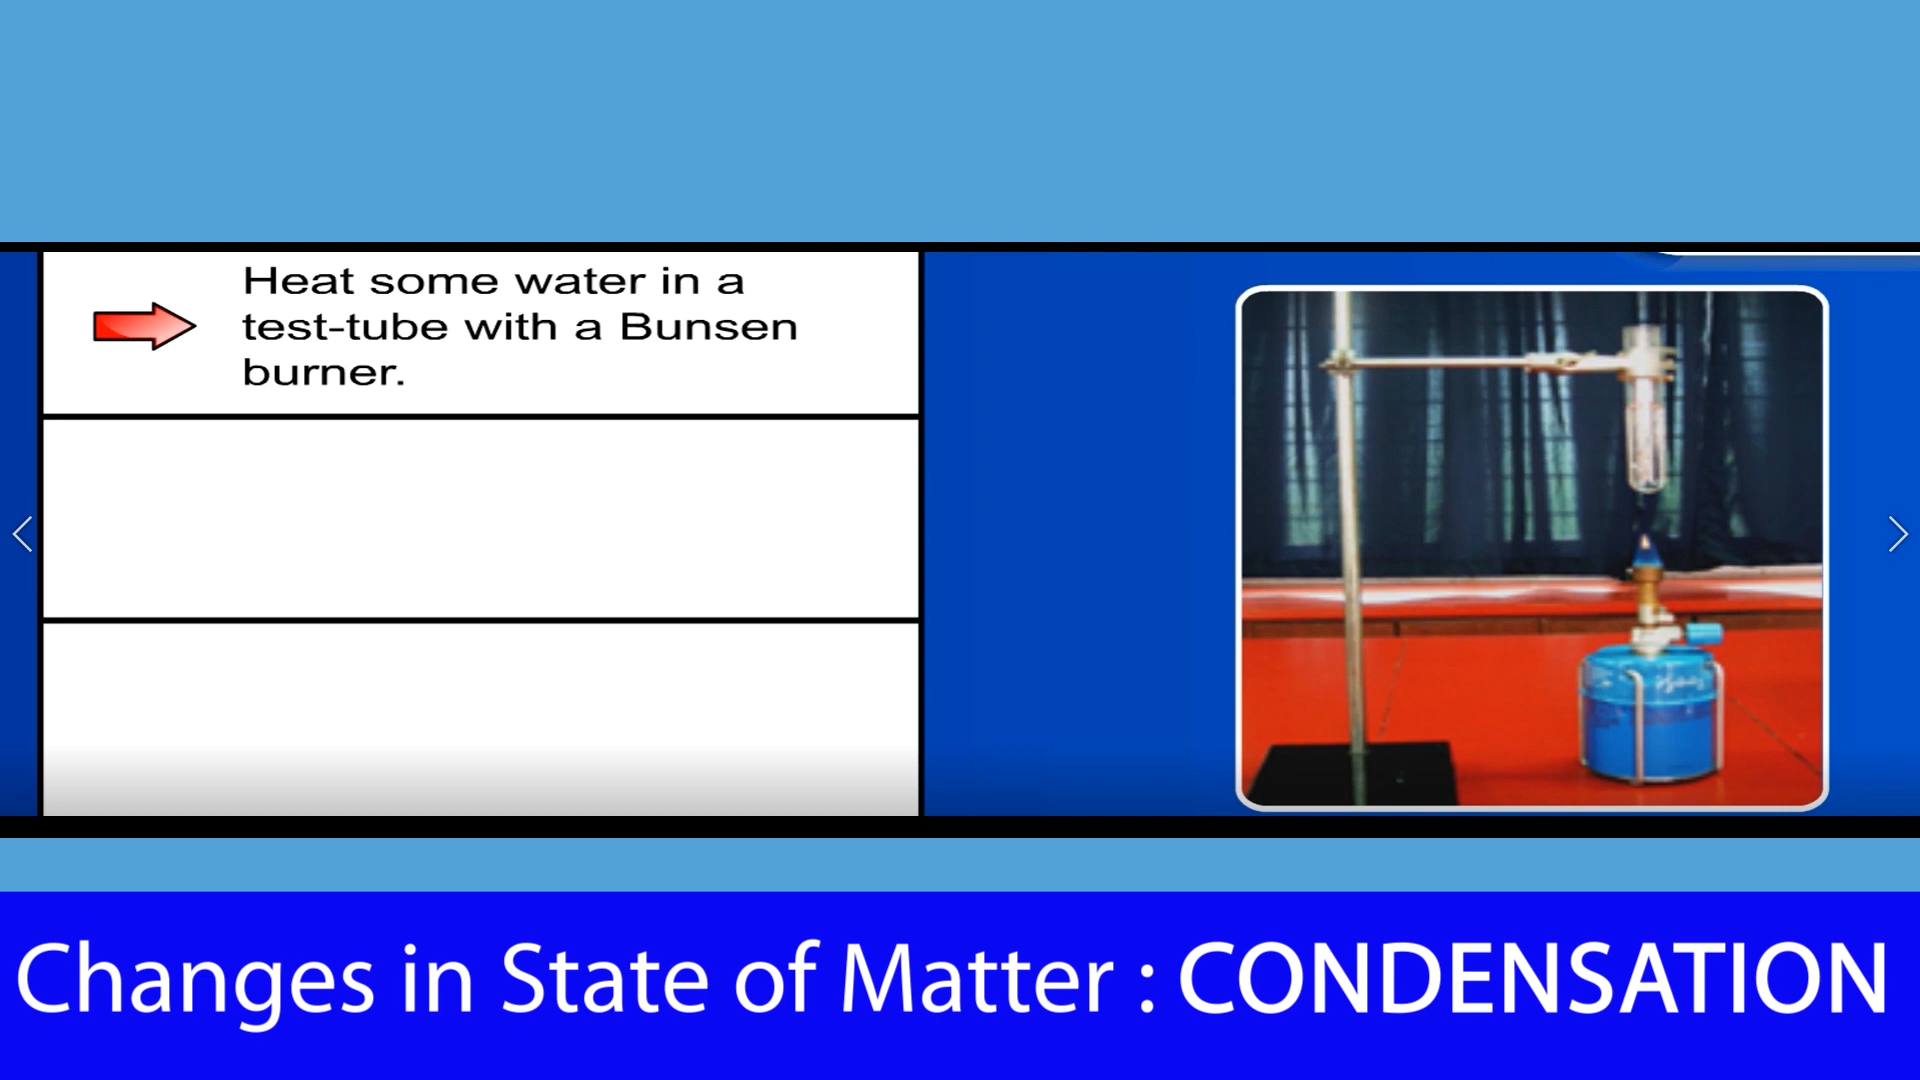 Heat some water in a
test-tube with a Bunsen
burner.
Changes in State of Matter : CONDENSATION